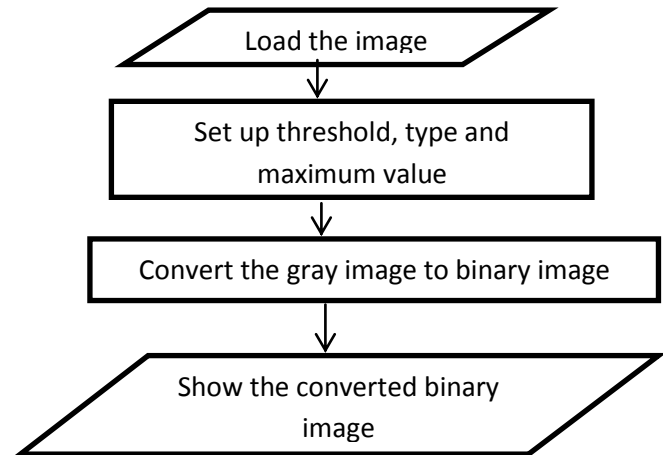 Load the image
Set up threshold, type and
maximum value
Convert the gray image to binary image
Show the converted binary
image